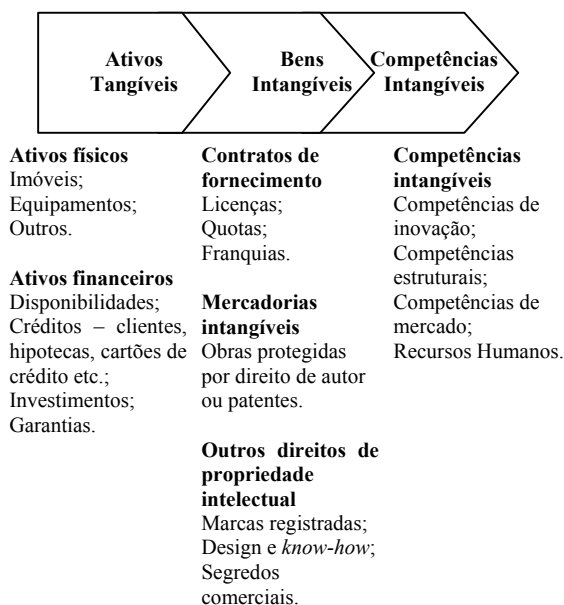 Ativos
Tangíveis
Bens
Intangíveis
Competências
Intangíveis
Ativos físicos
Imóveis;
Equipamentos;
Outros.
Ativos financeiros
Disponibilidades;
Créditos – clientes,
hipotecas, cartões de
crédito etc.;
Investimentos;
Garantias.
Contratos de
fornecimento
Licenças;
Quotas;
Franquias.
Mercadorias
intangíveis
Obras protegidas
por direito de autor
ou patentes.
Outros direitos de
propriedade
intelectual
Marcas registradas;
Design e know-how;
Segredos
comerciais.
Competências
intangíveis
Competências de
inovação;
Competências
estruturais;
Competências de
mercado;
Recursos Humanos.